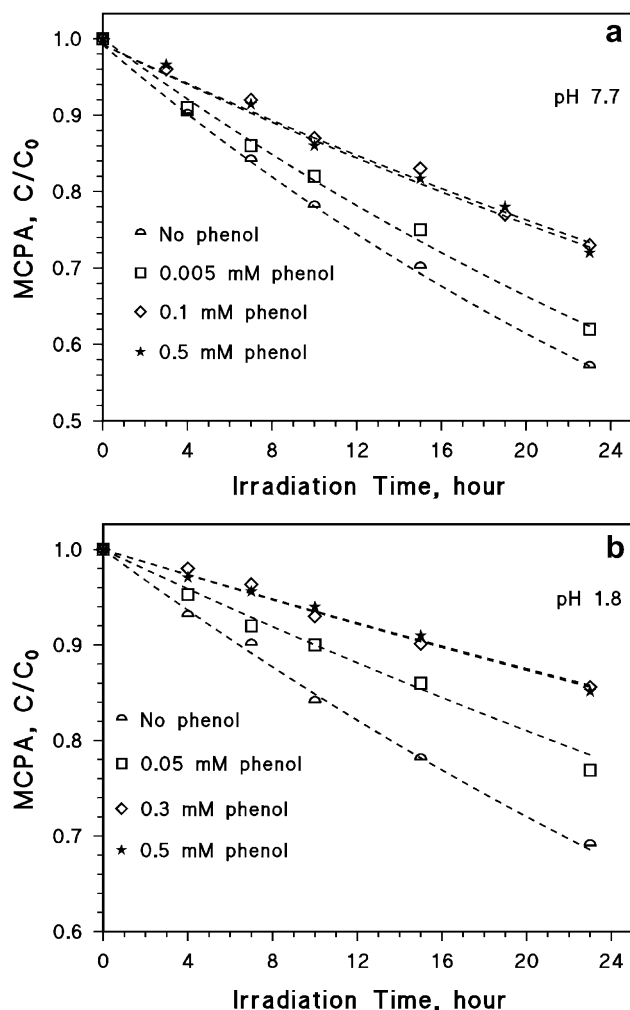 a
pH 7.7
1.0
0.9
0.8
0.7
0.6
0.5
MCPA, C/C₀
No phenol
0.005 mM phenol
0.1 mM phenol
0.5 mM phenol
0 4 8 12 16 20 24
Irradiation Time, hour
b
pH 1.8
1.0
0.9
0.8
0.7
0.6
MCPA, C/C₀
No phenol
0.05 mM phenol
0.3 mM phenol
0.5 mM phenol
0 4 8 12 16 20 24
Irradiation Time, hour